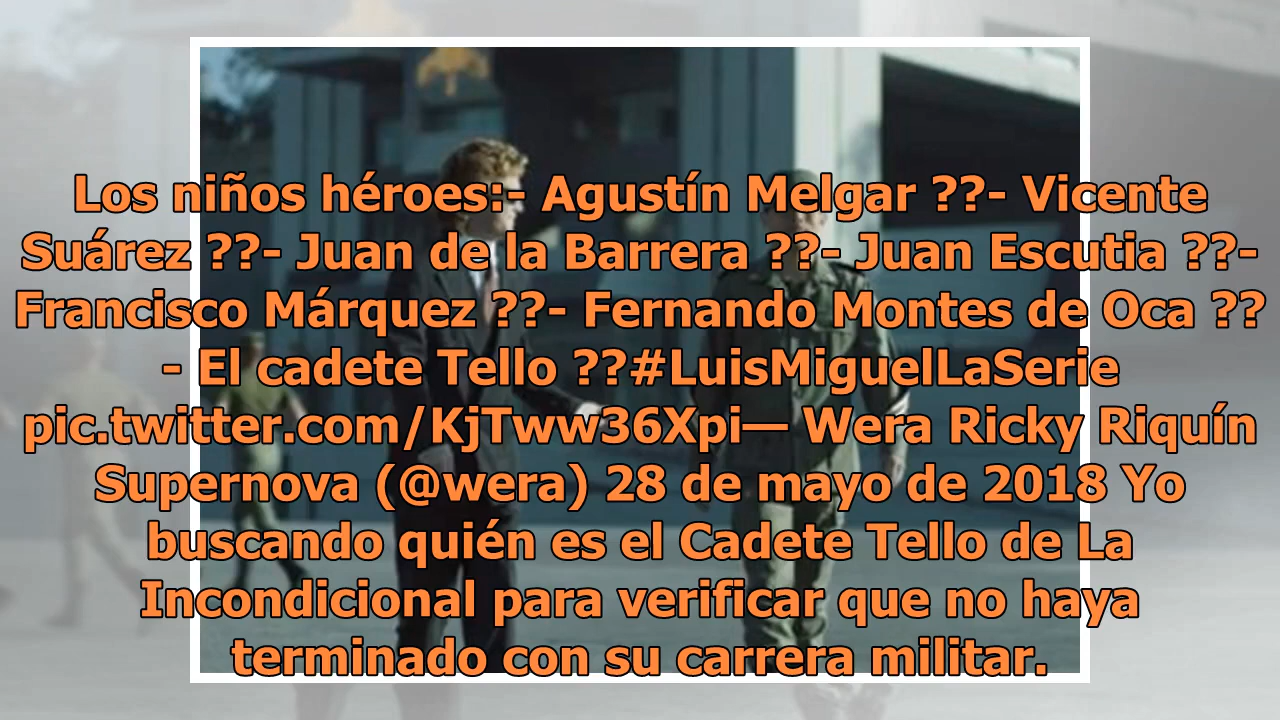 Los niños héroes:- Agustín Melgar ??- Vicente
Suárez ??- Juan de la Barrera ??- Juan Escutia ??-
Francisco Márquez ??- Fernando Montes de Oca ??
- El cadete Tello ??#LuisMiguelLaSerie
pic.twitter.com/KjTww36Xpi— Wera Ricky Riquín
Supernova (@wera) 28 de mayo de 2018 Yo
buscando quién es el Cadete Tello de La
Incondicional para verificar que no haya
terminado con su carrera militar.